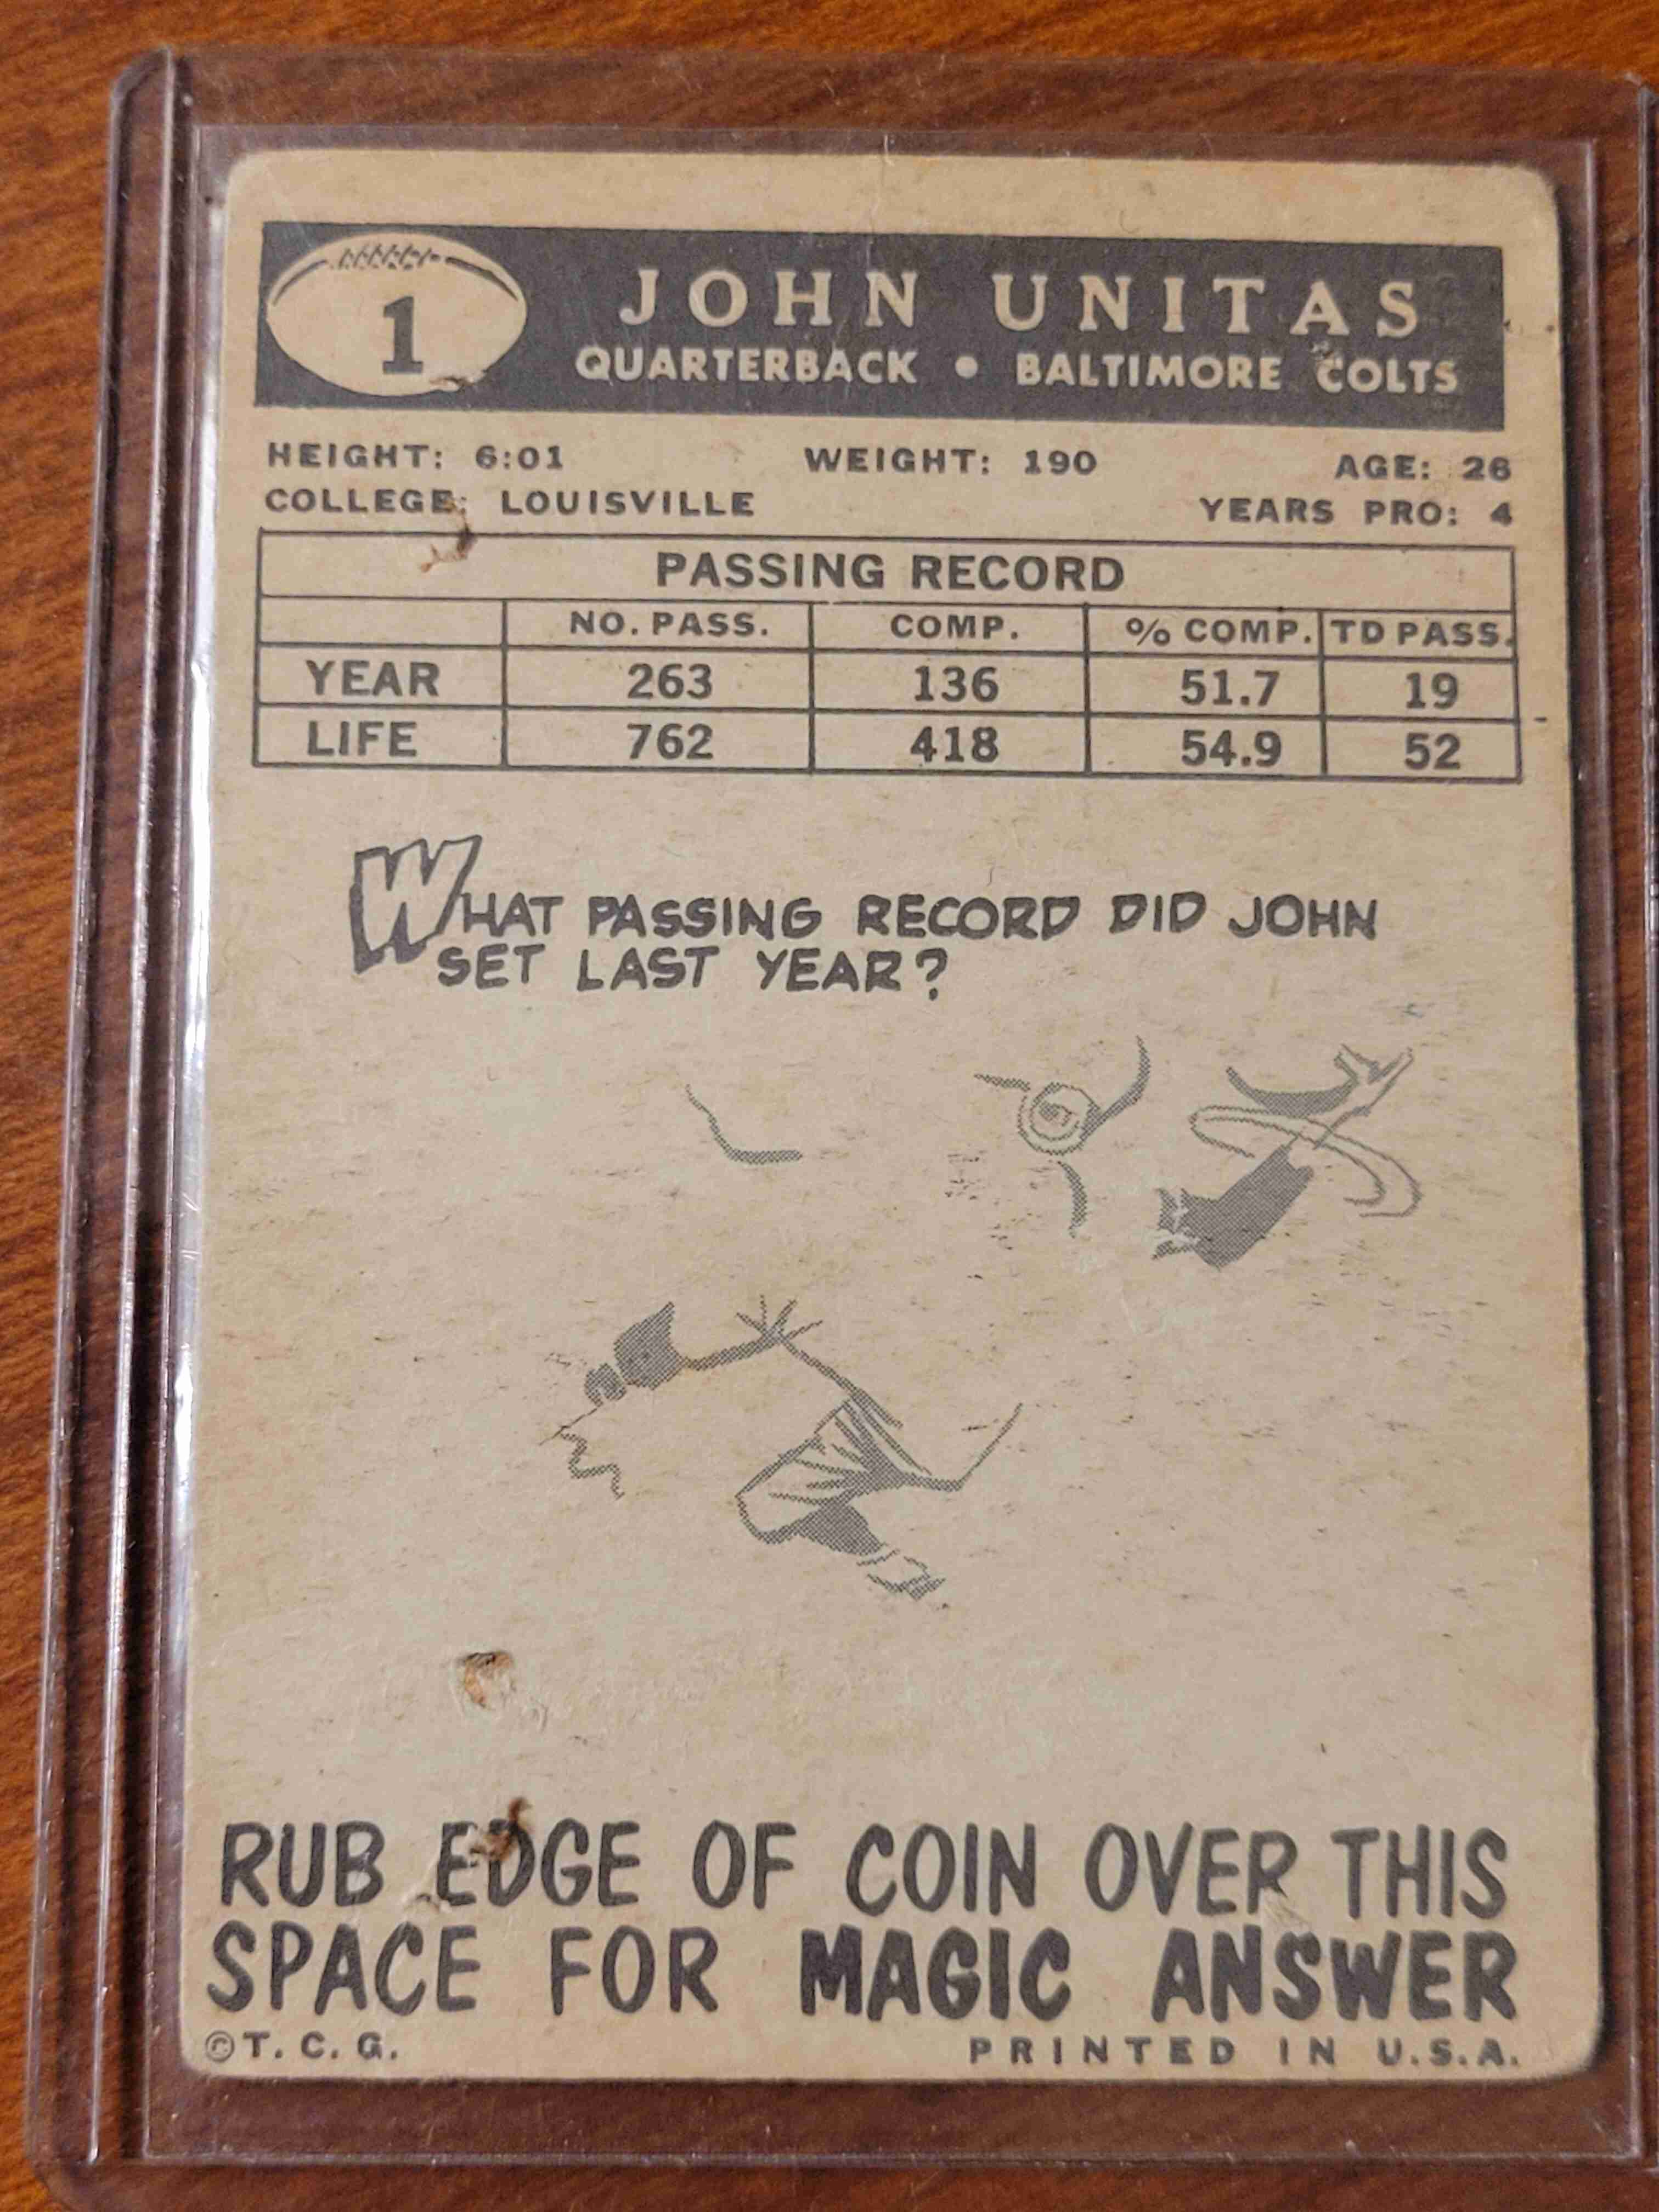 1
JOHN UNITAS
QUARTERBACK • BALTIMORE COLTS
HEIGHT: 6:01 WEIGHT: 190 AGE: 26
COLLEGE: LOUISVILLE YEARS PRO: 4
PASSING RECORD
NO. PASS. COMP. % COMP. TD PASS.
YEAR 263 136 51.7 19
LIFE 762 418 54.9 52
WHAT PASSING RECORD DID JOHN
SET LAST YEAR?
RUB EDGE OF COIN OVER THIS
SPACE FOR MAGIC ANSWER
©T. C. G. PRINTED IN U.S.A.